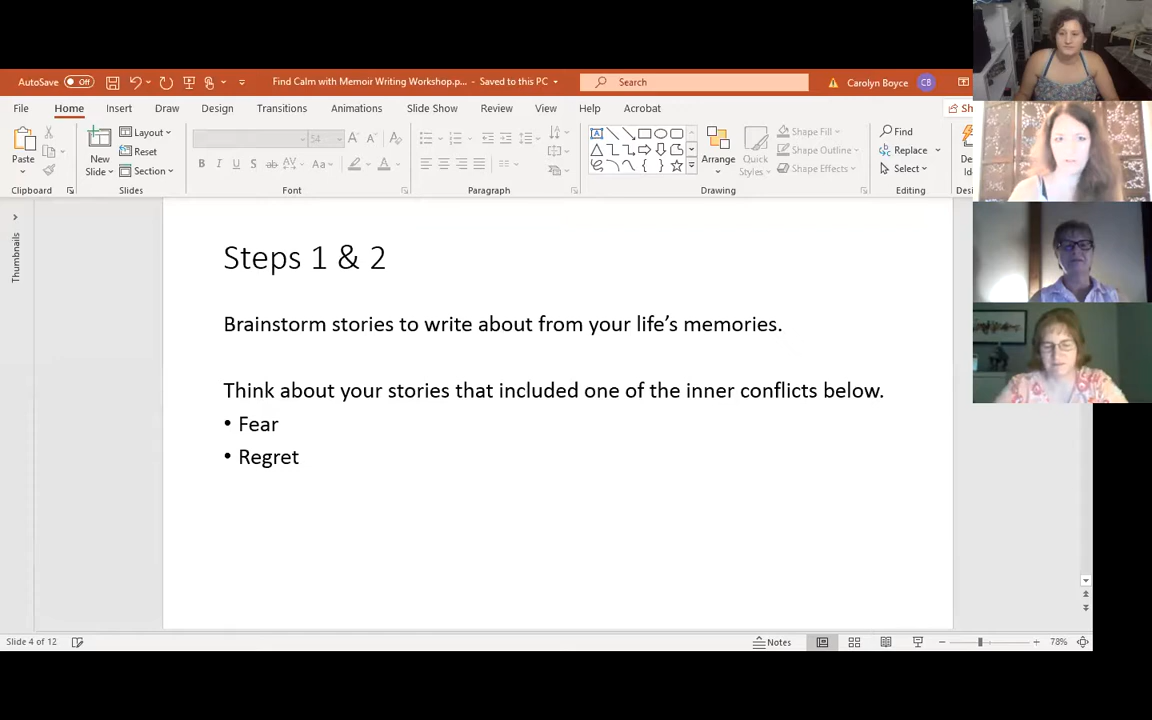 AutoSave Off
Find Calm with Memoir Writing Workshop.p... - Saved to this PC
Search
Carolyn Boyce CB
File Home Insert Draw Design Transitions Animations Slide Show Review View Help Acrobat Sh
Paste
New Slide
Layout
Reset
Section
54
Shape Fill
Shape Outline
Shape Effects
Arrange
Quick Styles
Find
Replace
Select
Clipboard Slides Font Paragraph Drawing Editing
Thumbnails
Steps 1 & 2
Brainstorm stories to write about from your life's memories.
Think about your stories that included one of the inner conflicts below.
• Fear
• Regret
Slide 4 of 12
Notes
78%